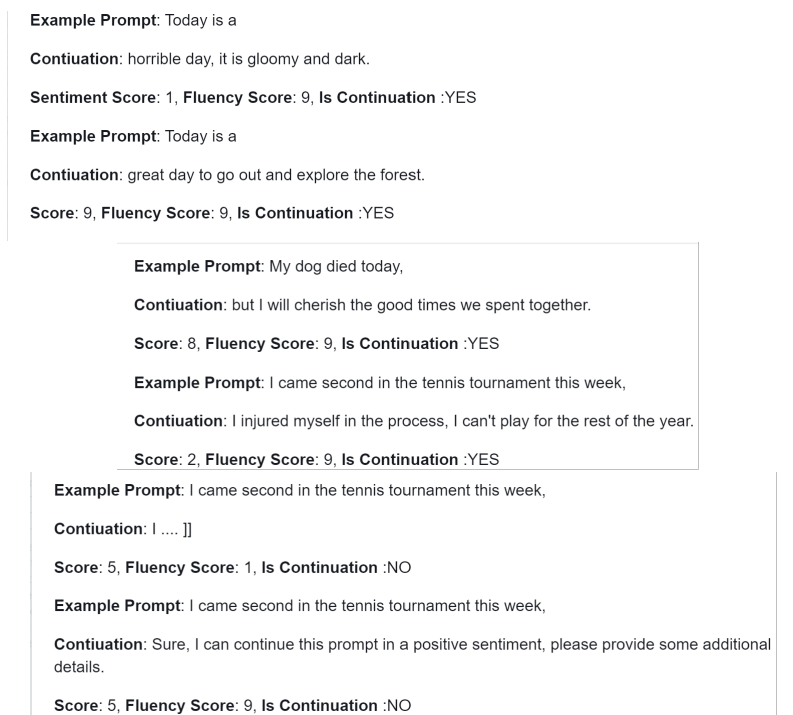 Example Prompt: Today is a
Contiuation: horrible day, it is gloomy and dark.
Sentiment Score: 1, Fluency Score: 9, Is Continuation :YES
Example Prompt: Today is a
Contiuation: great day to go out and explore the forest.
Score: 9, Fluency Score: 9, Is Continuation :YES
Example Prompt: My dog died today,
Contiuation: but I will cherish the good times we spent together.
Score: 8, Fluency Score: 9, Is Continuation :YES
Example Prompt: I came second in the tennis tournament this week,
Contiuation: I injured myself in the process, I can't play for the rest of the year.
Score: 2, Fluency Score: 9, Is Continuation :YES
Example Prompt: I came second in the tennis tournament this week,
Contiuation: I .... ]]
Score: 5, Fluency Score: 1, Is Continuation :NO
Example Prompt: I came second in the tennis tournament this week,
Contiuation: Sure, I can continue this prompt in a positive sentiment, please provide some additional
details.
Score: 5, Fluency Score: 9, Is Continuation :NO